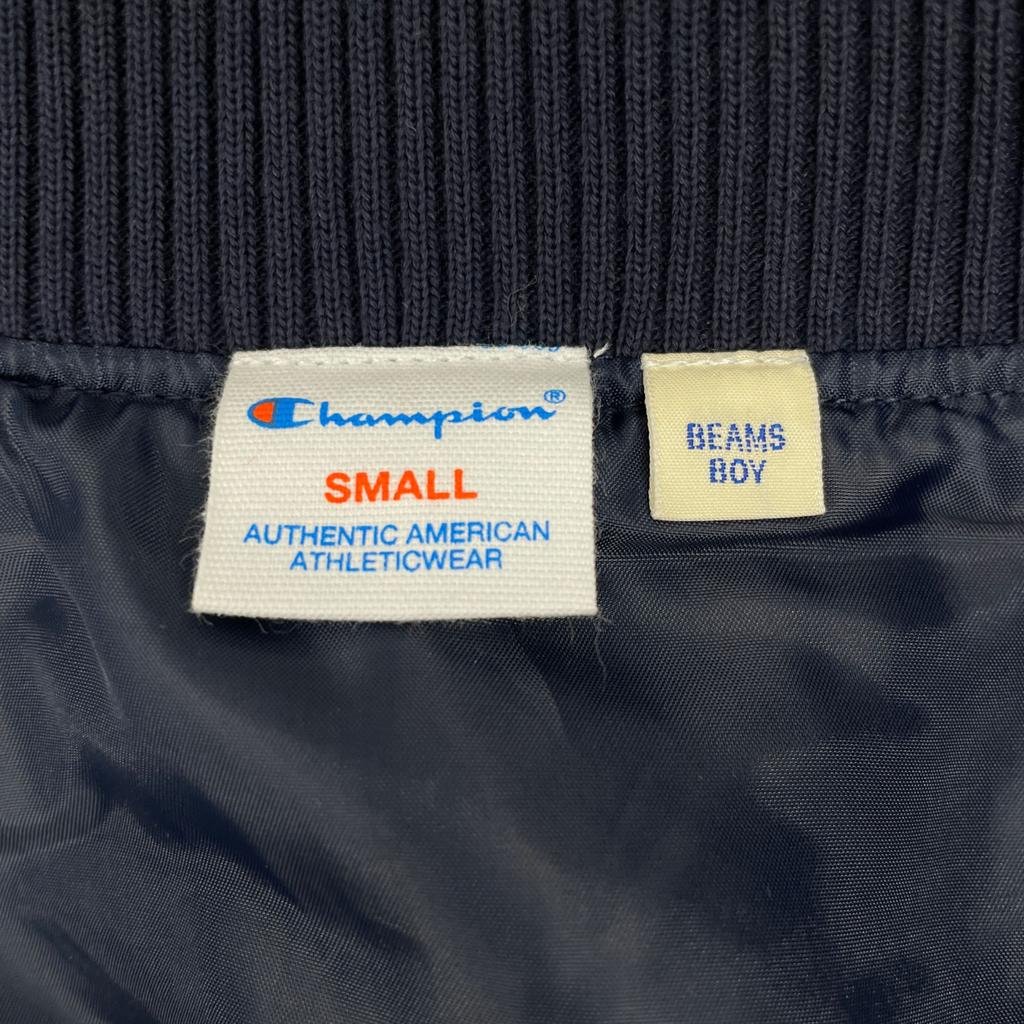 Champion®
SMALL
AUTHENTIC AMERICAN
ATHLETICWEAR
BEAMS
BOY